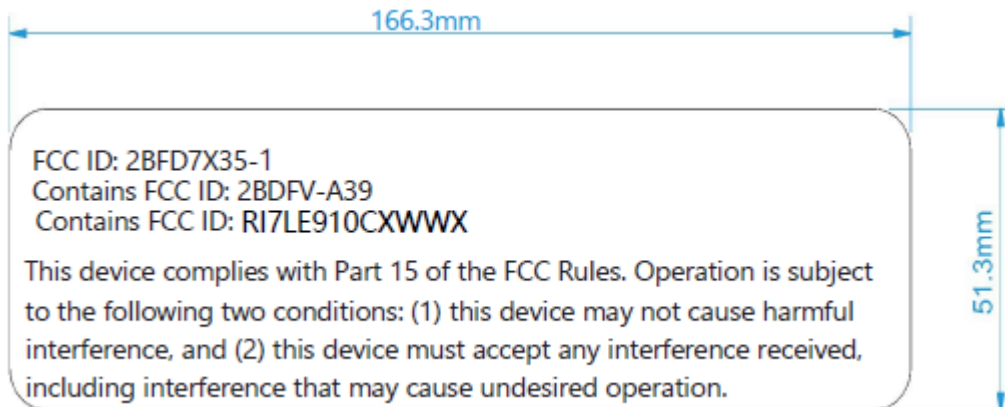 166.3mm
FCC ID: 2BFD7X35-1
Contains FCC ID: 2BDFV-A39
Contains FCC ID: RI7LE910CXWWX
This device complies with Part 15 of the FCC Rules. Operation is subject
to the following two conditions: (1) this device may not cause harmful
interference, and (2) this device must accept any interference received,
including interference that may cause undesired operation.
51.3mm